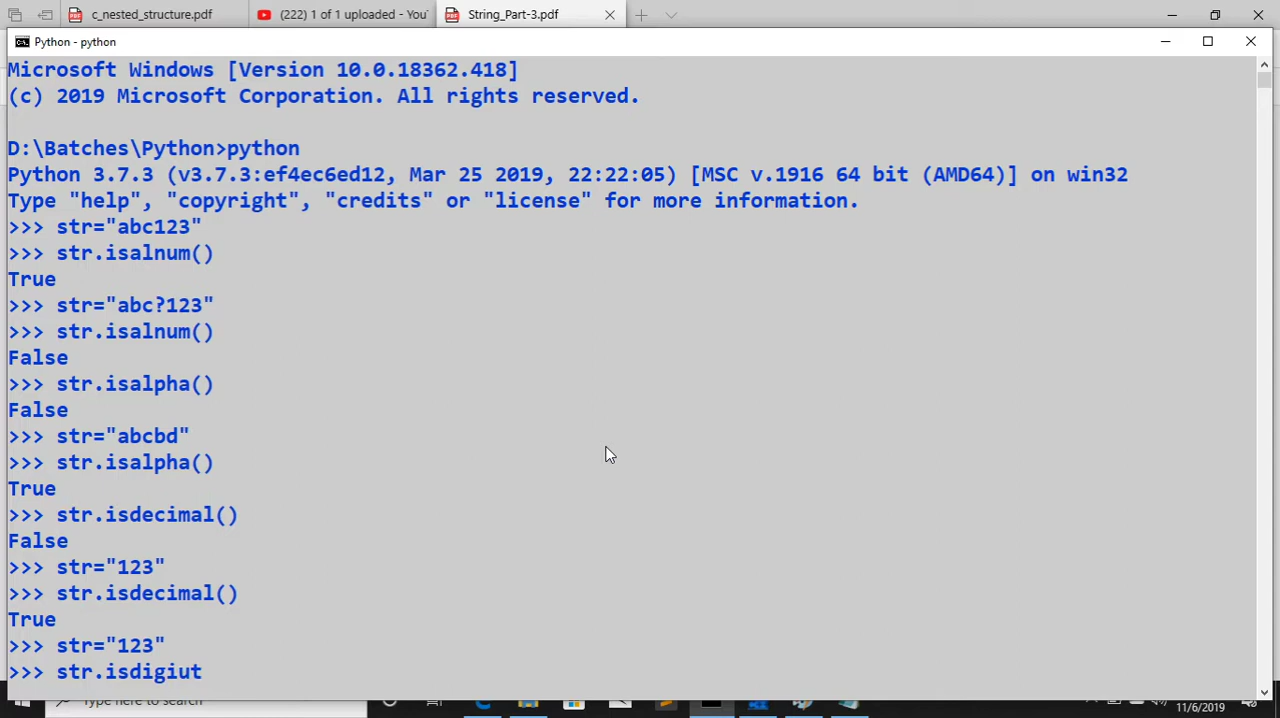 c_nested_structure.pdf
(222) 1 of 1 uploaded - You
String_Part-3.pdf
Python - python
Microsoft Windows [Version 10.0.18362.418]
(c) 2019 Microsoft Corporation. All rights reserved.
D:\Batches\Python>python
Python 3.7.3 (v3.7.3:ef4ec6ed12, Mar 25 2019, 22:22:05) [MSC v.1916 64 bit (AMD64)] on win32
Type "help", "copyright", "credits" or "license" for more information.
>>> str="abc123"
>>> str.isalnum()
True
>>> str="abc?123"
>>> str.isalnum()
False
>>> str.isalpha()
False
>>> str="abcbd"
>>> str.isalpha()
True
>>> str.isdecimal()
False
>>> str="123"
>>> str.isdecimal()
True
>>> str="123"
>>> str.isdigiut
Type here to search
11/6/2019